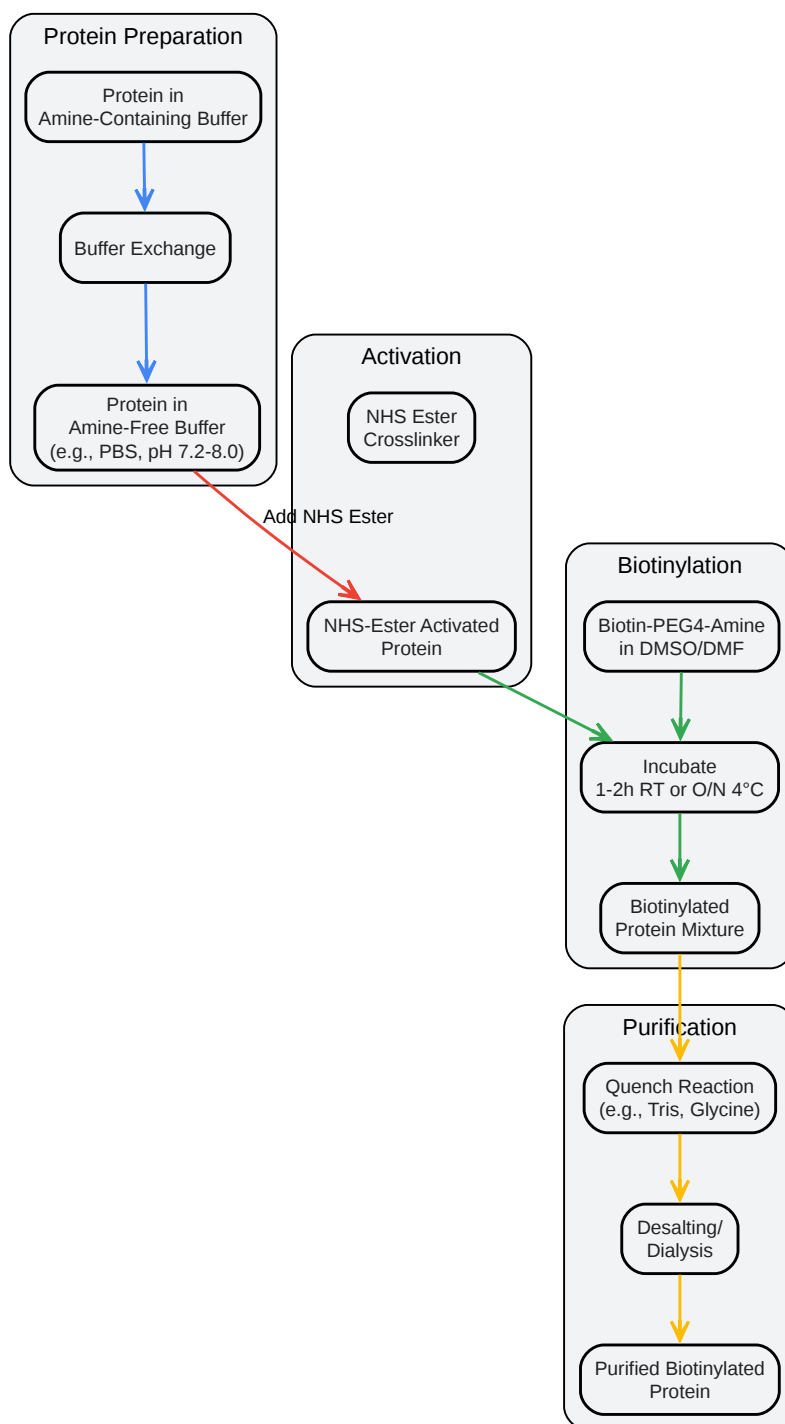 Protein Preparation
Protein in
Amine-Containing Buffer
Buffer Exchange
Protein in
Amine-Free Buffer
(e.g., PBS, pH 7.2-8.0)
Activation
NHS Ester
Crosslinker
Add NHS Ester
NHS-Ester Activated
Protein
Biotinylation
Biotin-PEG4-Amine
in DMSO/DMF
Incubate
1-2h RT or O/N 4°C
Biotinylated
Protein Mixture
Purification
Quench Reaction
(e.g., Tris, Glycine)
Desalting/
Dialysis
Purified Biotinylated
Protein